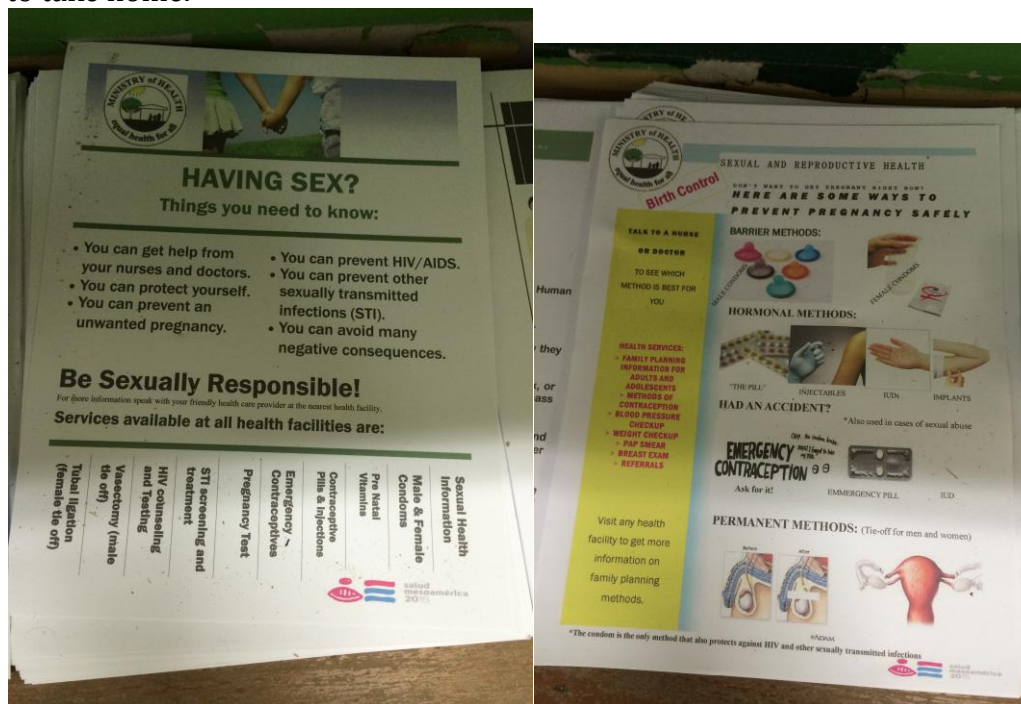 to take home.
MINISTRY of HEALTH
equal health for all
HAVING SEX?
Things you need to know:
• You can get help from
your nurses and doctors.
• You can protect yourself.
• You can prevent an
unwanted pregnancy.
• You can prevent HIV/AIDS.
• You can prevent other
sexually transmitted
infections (STI).
• You can avoid many
negative consequences.
Be Sexually Responsible!
For more information speak with your friendly health care provider at the nearest health facility.
Services available at all health facilities are:
Sexual Health
Information
Male & Female
Condoms
Pre Natal
Vitamins
Contraceptive
Pills & Injections
Emergency
Contraceptives
Pregnancy Test
STI screening and
treatment
HIV counseling
and Testing
Vasectomy (male
tie off)
Tubal ligation
(female tie off)
salud
mesoamérica
2015
Human
they
, or
nd
MINISTRY of HEALTH
equal health for all
Birth Control
SEXUAL AND REPRODUCTIVE HEALTH
DON'T WANT TO GET PREGNANT RIGHT NOW?
HERE ARE SOME WAYS TO
PREVENT PREGNANCY SAFELY
TALK TO A NURSE
OR DOCTOR
TO SEE WHICH
METHOD IS BEST FOR
YOU
HEALTH SERVICES:
> FAMILY PLANNING
INFORMATION FOR
ADULTS AND
ADOLESCENTS
> METHODS OF
CONTRACEPTION
> BLOOD PRESSURE
CHECKUP
> WEIGHT CHECKUP
> PAP SMEAR
> BREAST EXAM
> REFERRALS
Visit any health
facility to get more
information on
family planning
methods.
BARRIER METHODS:
MALE CONDOMS
FEMALE CONDOMS
HORMONAL METHODS:
"THE PILL"
INJECTABLES
IUDs
IMPLANTS
HAD AN ACCIDENT?
*Also used in cases of sexual abuse
EMERGENCY
CONTRACEPTION
Ask for it!
EMMERGENCY PILL
IUD
PERMANENT METHODS: (Tie-off for men and women)
Before
After
*ADAM
*The condom is the only method that also protects against HIV and other sexually transmitted infections
salud
mesoamérica
2015